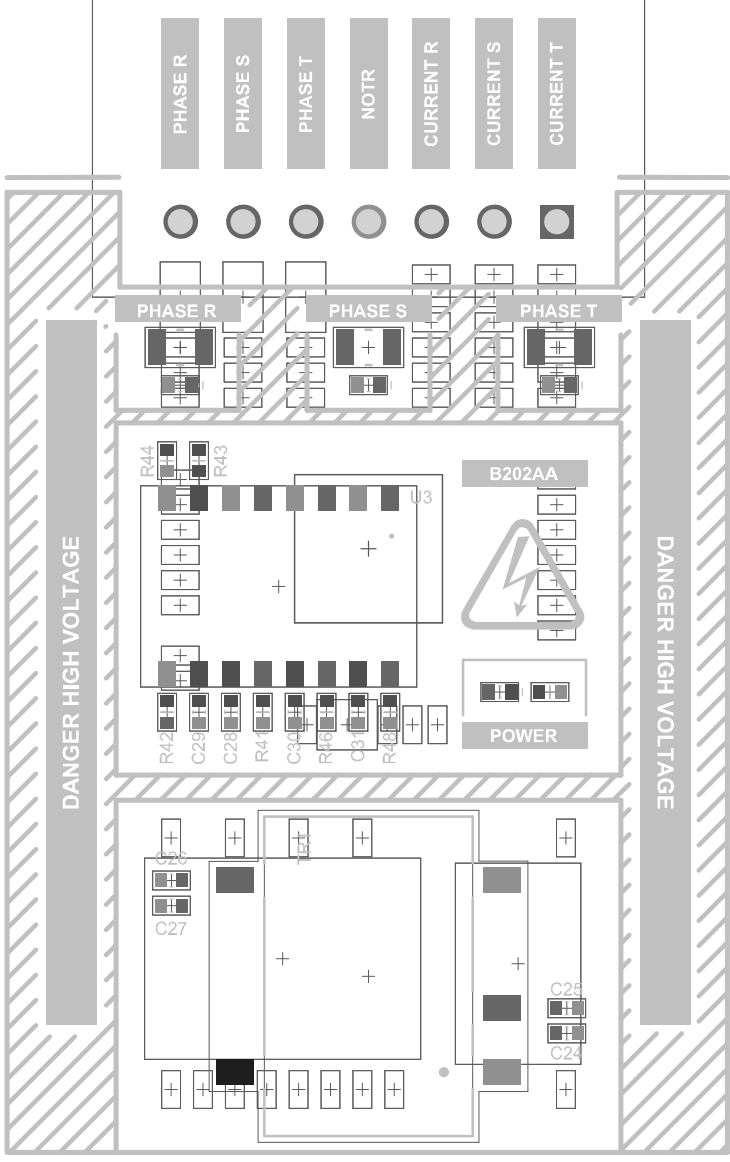 PHASE R
PHASE S
PHASE T
NOTR
CURRENT R
CURRENT S
CURRENT T
PHASE R
PHASE S
PHASE T
R44
R43
U3
B202AA
DANGER HIGH VOLTAGE
DANGER HIGH VOLTAGE
R42
C29
C28
R41
C30
R46
C31
R48
POWER
TR1
C26
C27
C25
C24